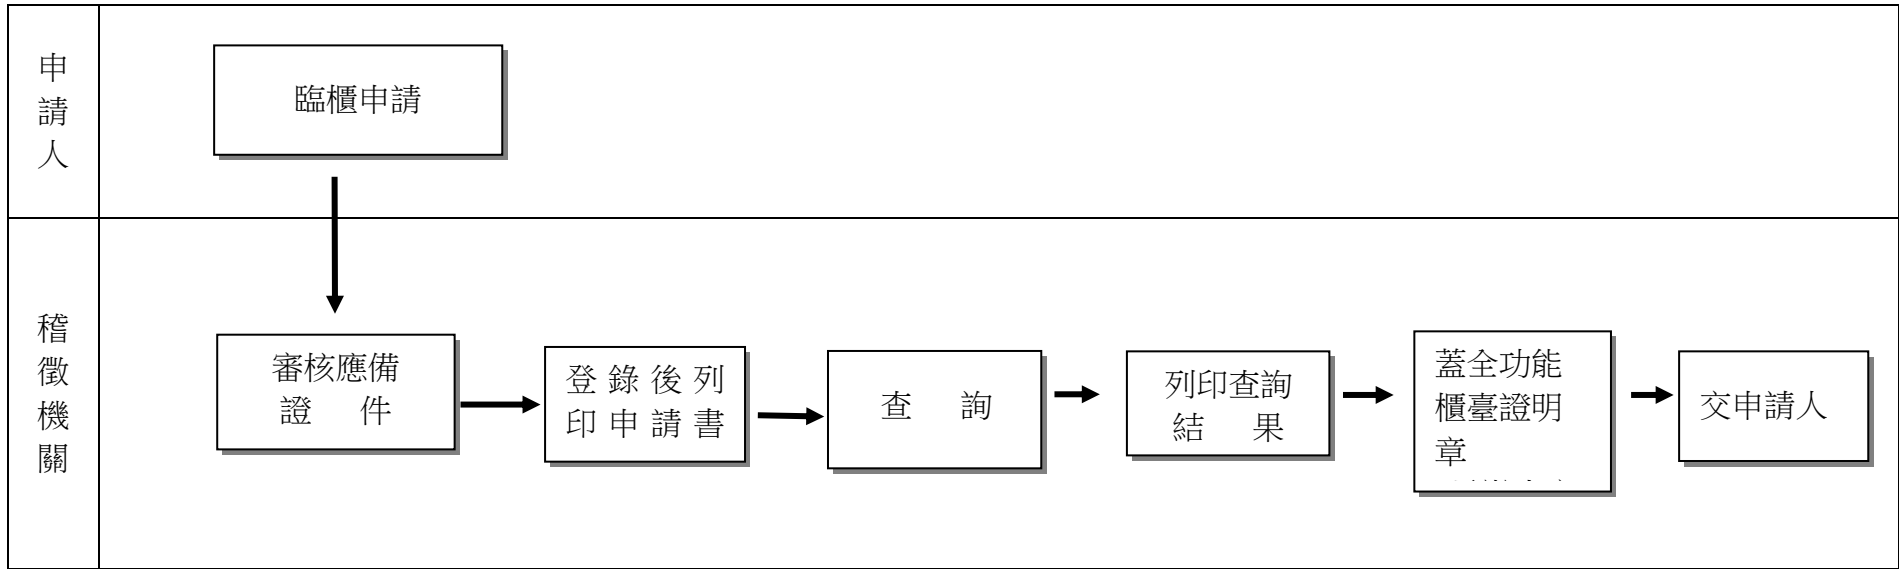 申請人
臨櫃申請
稽徵機關
審核應備
證 件
登錄後列
印申請書
查 詢
列印查詢
結 果
蓋全功能
櫃臺證明
章
交申請人